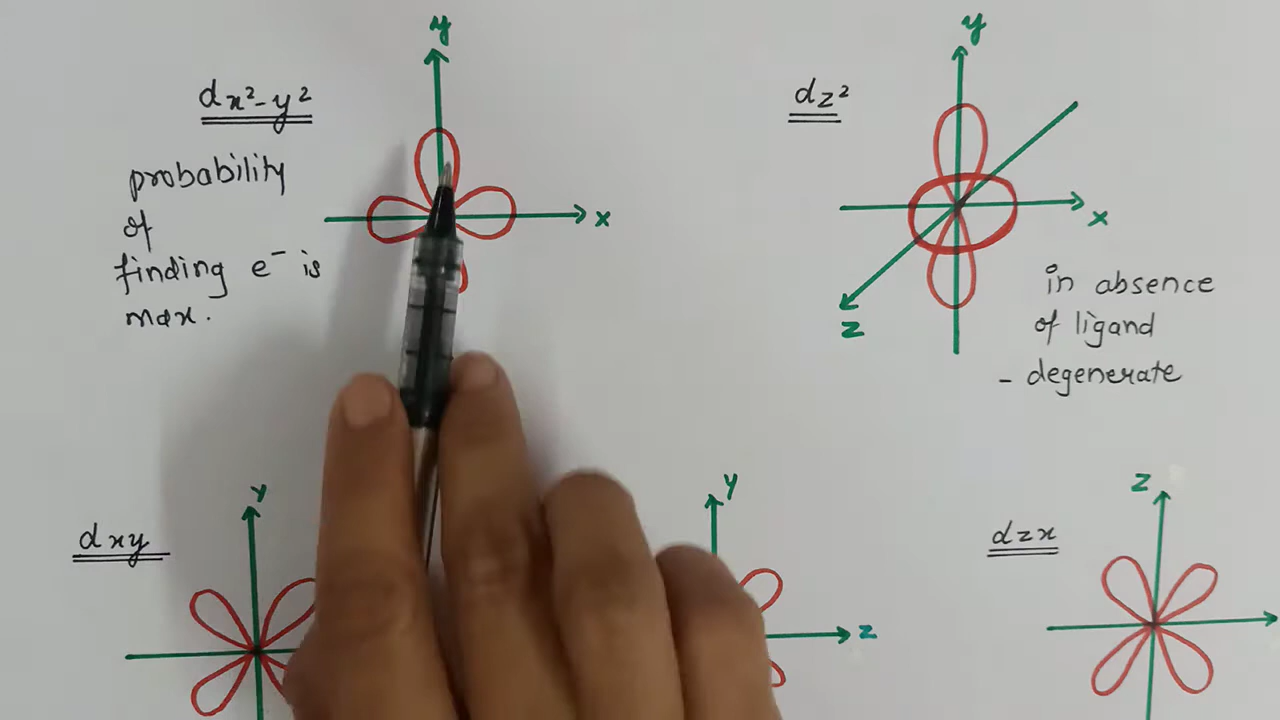 y
dx²-y²
probability
of
finding e⁻ is
max.
x
y
dz²
x
z
in absence
of ligand
- degenerate
y
dxy
y
z
z
dzx